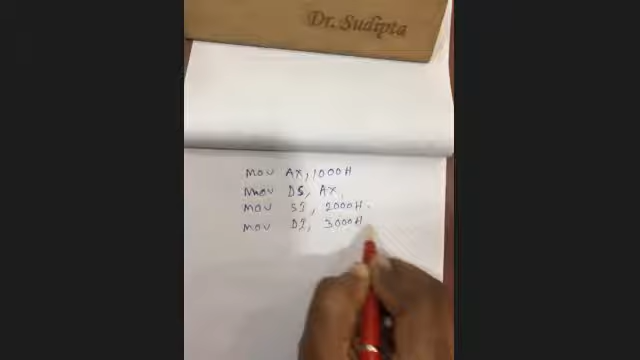 Dr. Sudipta
MOV AX, 1000H
MOV DS, AX,
MOV SI, 2000H.
MOV DI, 3000H